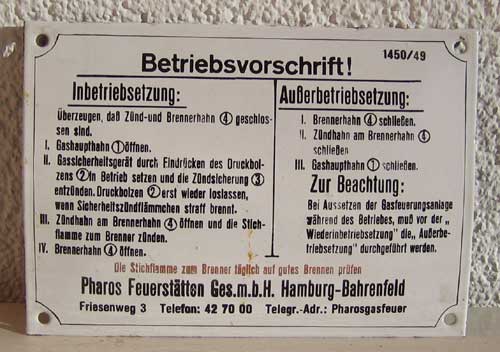 1450/49
Betriebsvorschrift!
Inbetriebsetzung:
Überzeugen, daß Zünd-und Brennerhahn ④ geschlos-
sen sind.
I. Gashaupthahn ① öffnen.
II. Gassicherheitsgerät durch Eindrücken des Druckbol-
zens ② in Betrieb setzen und die Zündsicherung ③
entzünden. Druckbolzen ② erst wieder loslassen,
wenn Sicherheitszündflämmchen straff brennt.
III. Zündhahn am Brennerhahn ④ öffnen und die Stich-
flamme zum Brenner zünden.
IV. Brennerhahn ④ öffnen.
Außerbetriebsetzung:
I. Brennerhahn ④ schließen.
II. Zündhahn am Brennerhahn ④
schließen
III. Gashaupthahn ① schließen.
Zur Beachtung:
Bei Aussetzen der Gasfeuerungsanlage
während des Betriebes, muß vor der „
Wiederinbetriebsetzung" die „ Außerbe-
triebsetzung" durchgeführt werden.
Die Stichflamme zum Brenner täglich auf gutes Brennen prüfen
Pharos Feuerstätten Ges.m.b.H. Hamburg-Bahrenfeld
Friesenweg 3 Telefon: 42 70 00 Telegr.-Adr.: Pharosgasfeuer